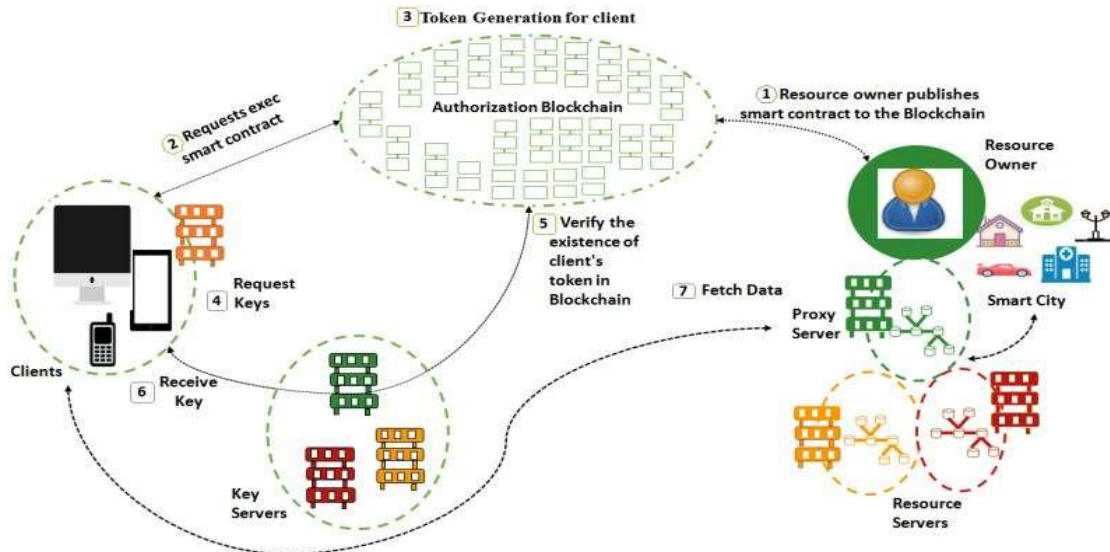 3 Token Generation for client
Authorization Blockchain
1 Resource owner publishes
smart contract to the Blockchain
2 Requests exec
smart contract
Resource
Owner
5 Verify the
existence of
client's
token in
Blockchain
4 Request
Keys
7 Fetch Data
Smart City
Proxy
Server
Clients
6 Receive
Key
Key
Servers
Resource
Servers